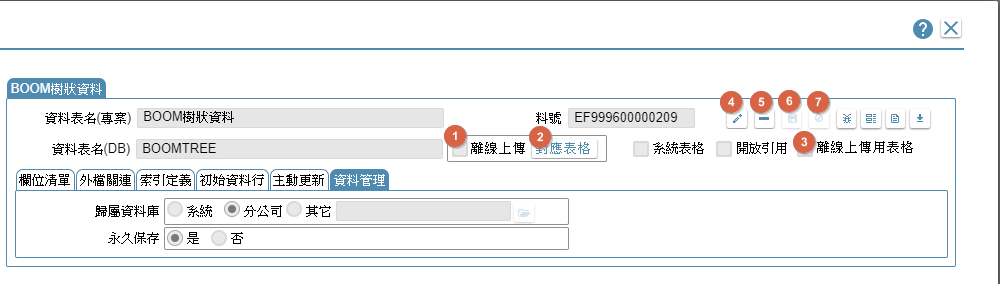 ?
BOOM樹狀資料
資料表名(專案) BOOM樹狀資料 料號 EF999600000209 4 5 6 7
資料表名(DB) BOOMTREE 1 離線上傳 2 對應表格 系統表格 開放引用 3 離線上傳用表格
欄位清單 外檔關連 索引定義 初始資料行 主動更新 資料管理
歸屬資料庫 系統 分公司 其它
永久保存 是 否